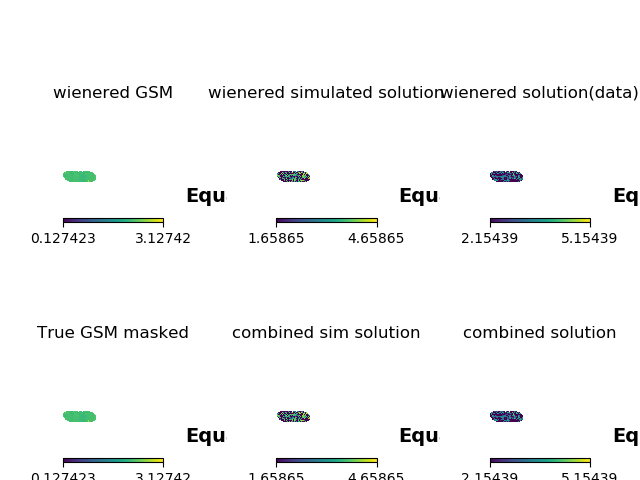 wienered GSM
wienered simulated solution
wienered solution(data)
Equ
Equ
Eq
0.127423 3.12742
1.65865 4.65865
2.15439 5.15439
True GSM masked
combined sim solution
combined solution
Equ
Equ
Eq
0.127423 3.12742
1.65865 4.65865
2.15439 5.15439